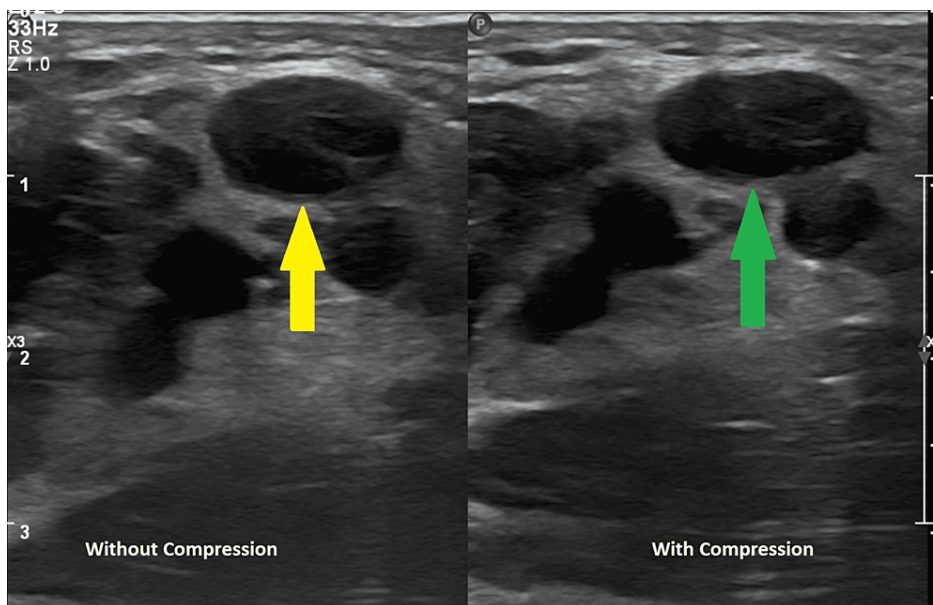 33Hz
RS
Z 1.0
P
1
X3
2
X
3
Without Compression
With Compression